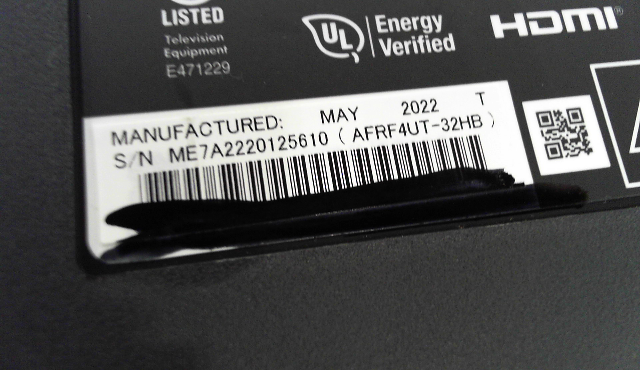 LISTED
Television
Equipment
E471229
UL
Energy
Verified
HDMI®
MANUFACTURED: MAY 2022 T
S/N ME7A2220125610 ( AFRF4UT-32HB )